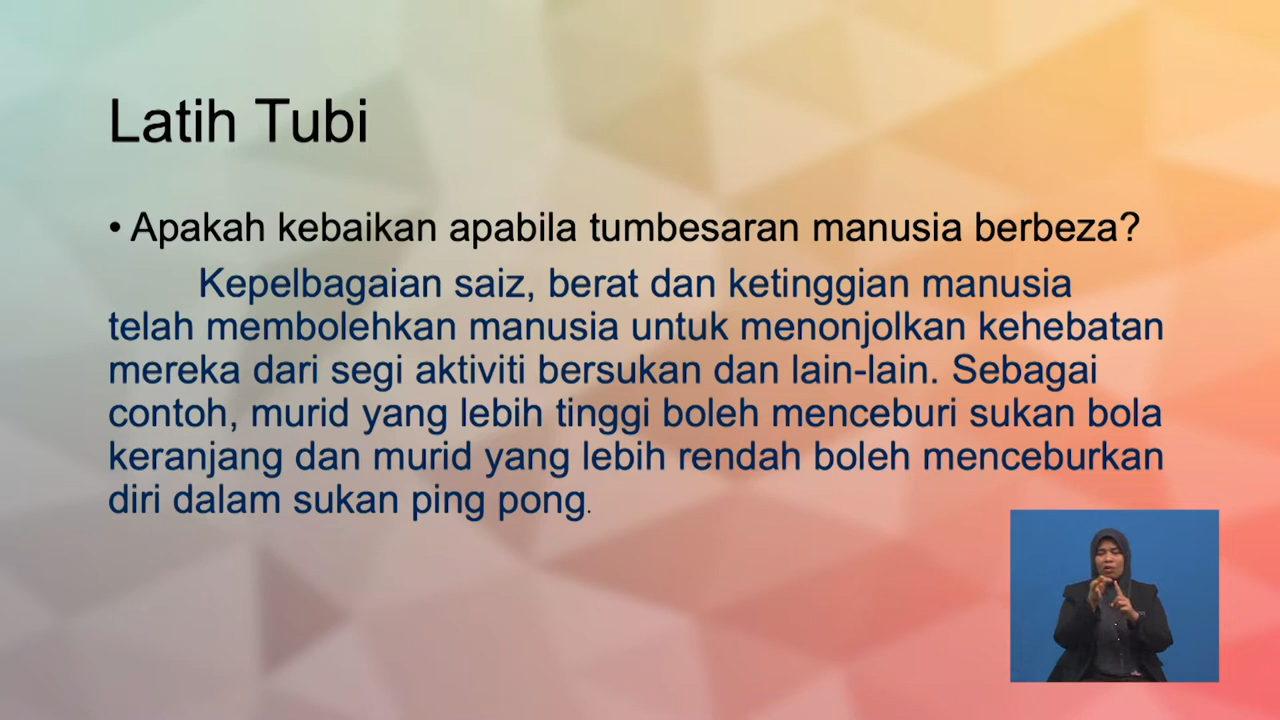 Latih Tubi
• Apakah kebaikan apabila tumbesaran manusia berbeza?
Kepelbagaian saiz, berat dan ketinggian manusia
telah membolehkan manusia untuk menonjolkan kehebatan
mereka dari segi aktiviti bersukan dan lain-lain. Sebagai
contoh, murid yang lebih tinggi boleh menceburi sukan bola
keranjang dan murid yang lebih rendah boleh menceburkan
diri dalam sukan ping pong.